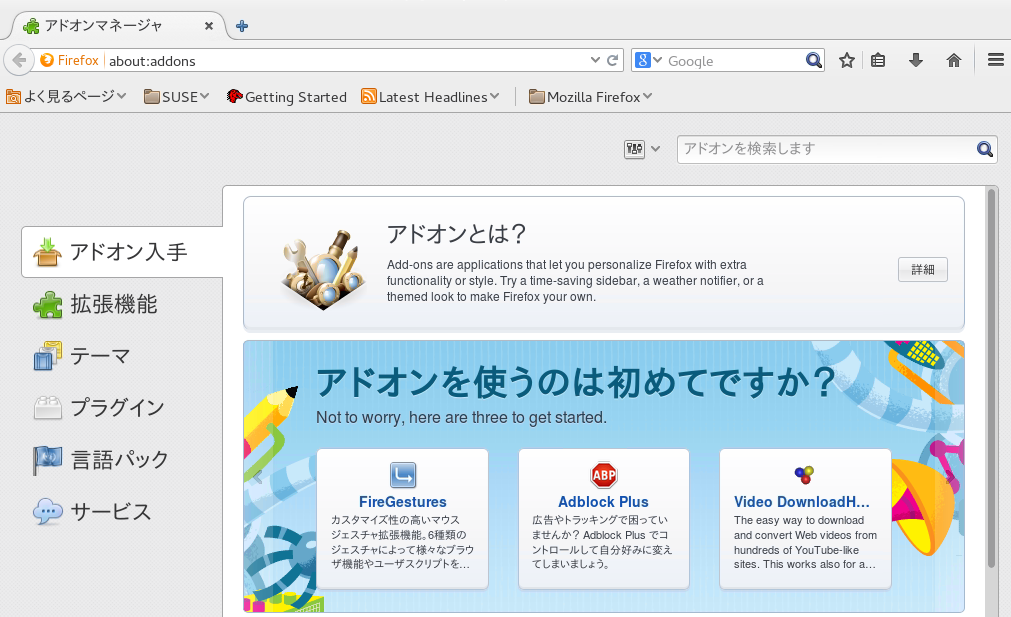 アドオンマネージャ
Firefox about:addons
Google
よく見るページ SUSE Getting Started Latest Headlines Mozilla Firefox
アドオンを検索します
アドオン入手
拡張機能
テーマ
プラグイン
言語パック
サービス
アドオンとは？
Add-ons are applications that let you personalize Firefox with extra
functionality or style. Try a time-saving sidebar, a weather notifier, or a
themed look to make Firefox your own.
詳細
アドオンを使うのは初めてですか？
Not to worry, here are three to get started.
FireGestures
カスタマイズ性の高いマウス
ジェスチャ拡張機能。6種類の
ジェスチャによって様々なブラウ
ザ機能やユーザスクリプトを...
ABP
Adblock Plus
広告やトラッキングで困ってい
ませんか？ Adblock Plus でコ
ントロールして自分好みに変え
てしまいましょう。
Video DownloadH...
The easy way to download
and convert Web videos from
hundreds of YouTube-like
sites. This works also for a...